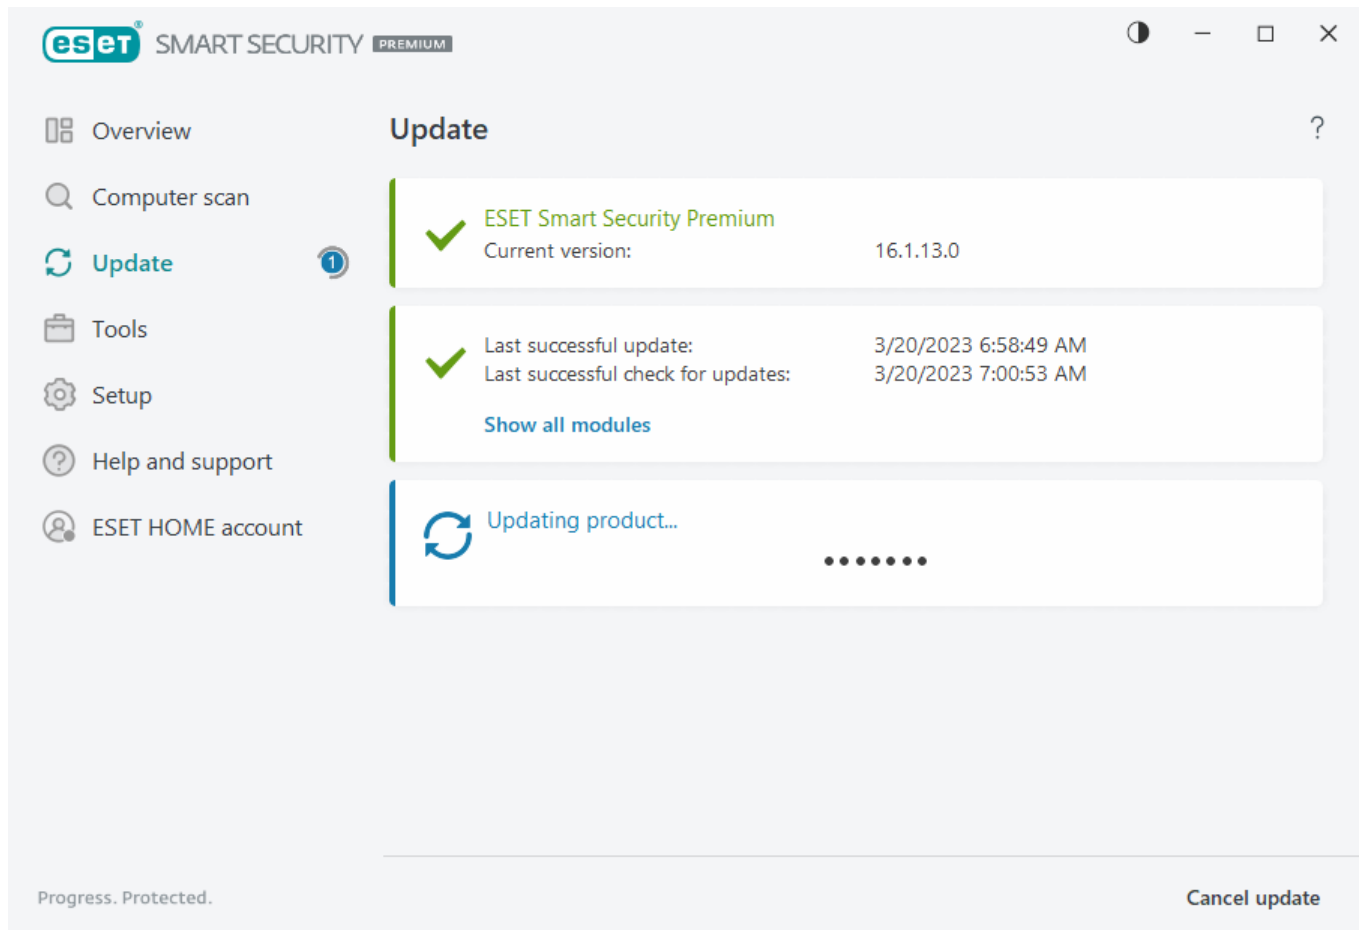 eset® SMART SECURITY PREMIUM
Overview
Computer scan
Update 1
Tools
Setup
Help and support
ESET HOME account
Update ?
ESET Smart Security Premium
Current version: 16.1.13.0
Last successful update: 3/20/2023 6:58:49 AM
Last successful check for updates: 3/20/2023 7:00:53 AM
Show all modules
Updating product...
Progress. Protected.
Cancel update